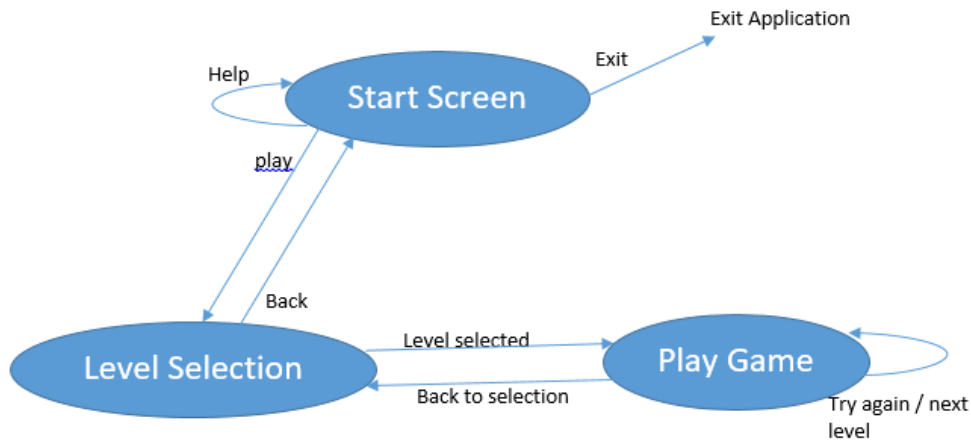 Exit Application
Exit
Help
Start Screen
play
Back
Level selected
Level Selection
Play Game
Back to selection
Try again / next
level